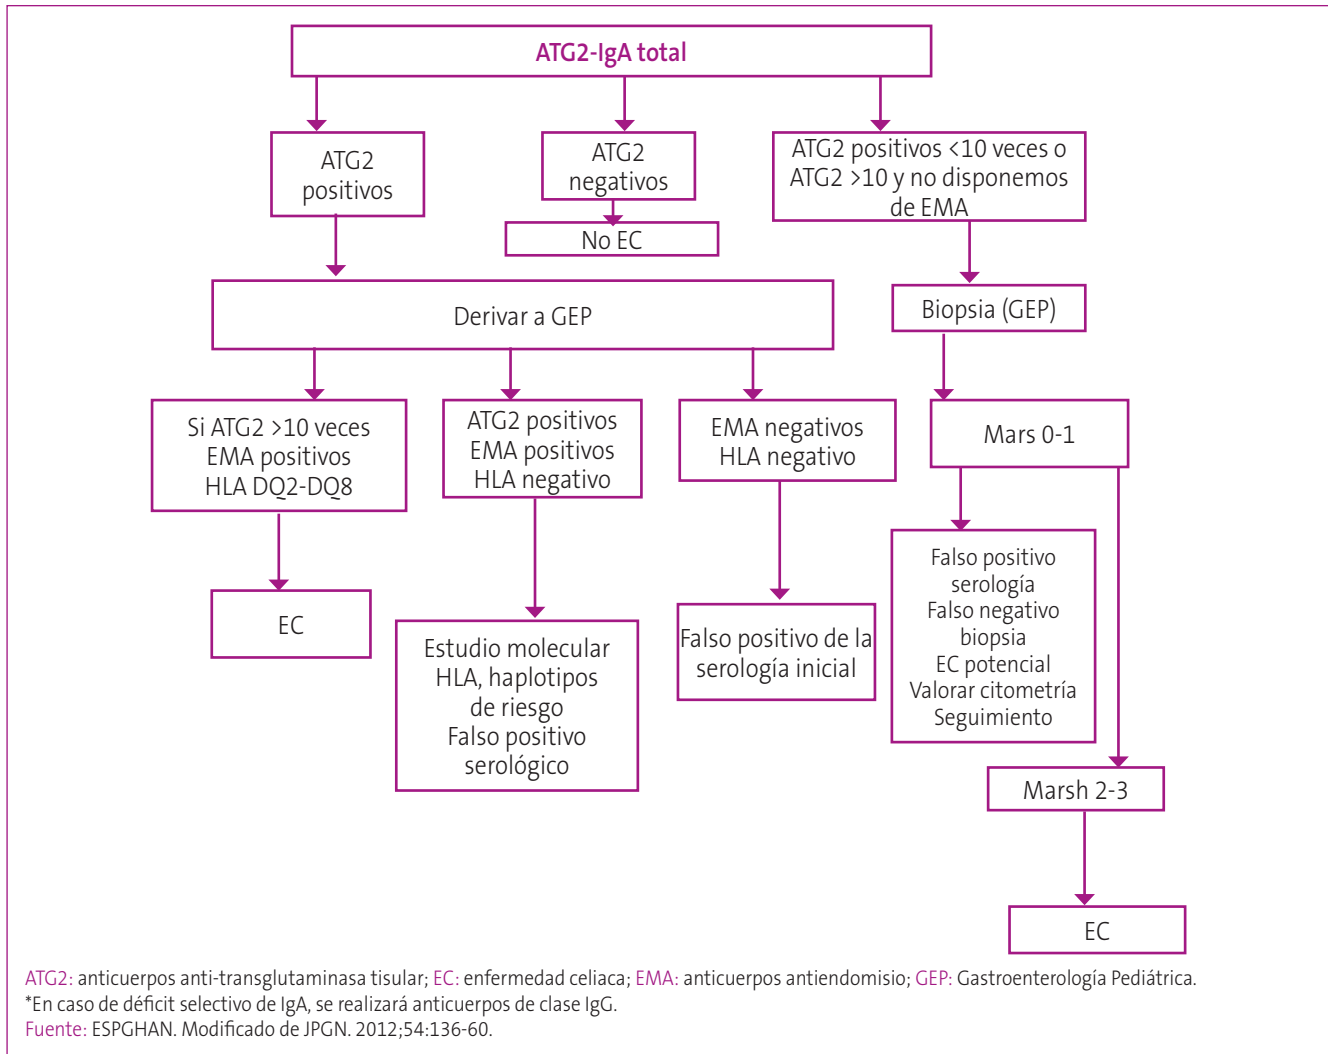 ATG2-IgA total
ATG2
positivos
ATG2
negativos
ATG2 positivos <10 veces o
ATG2 >10 y no disponemos
de EMA
No EC
Derivar a GEP
Biopsia (GEP)
Si ATG2 >10 veces
EMA positivos
HLA DQ2-DQ8
ATG2 positivos
EMA positivos
HLA negativo
EMA negativos
HLA negativo
Mars 0-1
EC
Estudio molecular
HLA, haplotipos
de riesgo
Falso positivo
serológico
Falso positivo de la
serología inicial
Falso positivo
serología
Falso negativo
biopsia
EC potencial
Valorar citometría
Seguimiento
Marsh 2-3
EC
ATG2: anticuerpos anti-transglutaminasa tisular; EC: enfermedad celiaca; EMA: anticuerpos antiendomisio; GEP: Gastroenterología Pediátrica.
*En caso de déficit selectivo de IgA, se realizará anticuerpos de clase IgG.
Fuente: ESPGHAN. Modificado de JPGN. 2012;54:136-60.